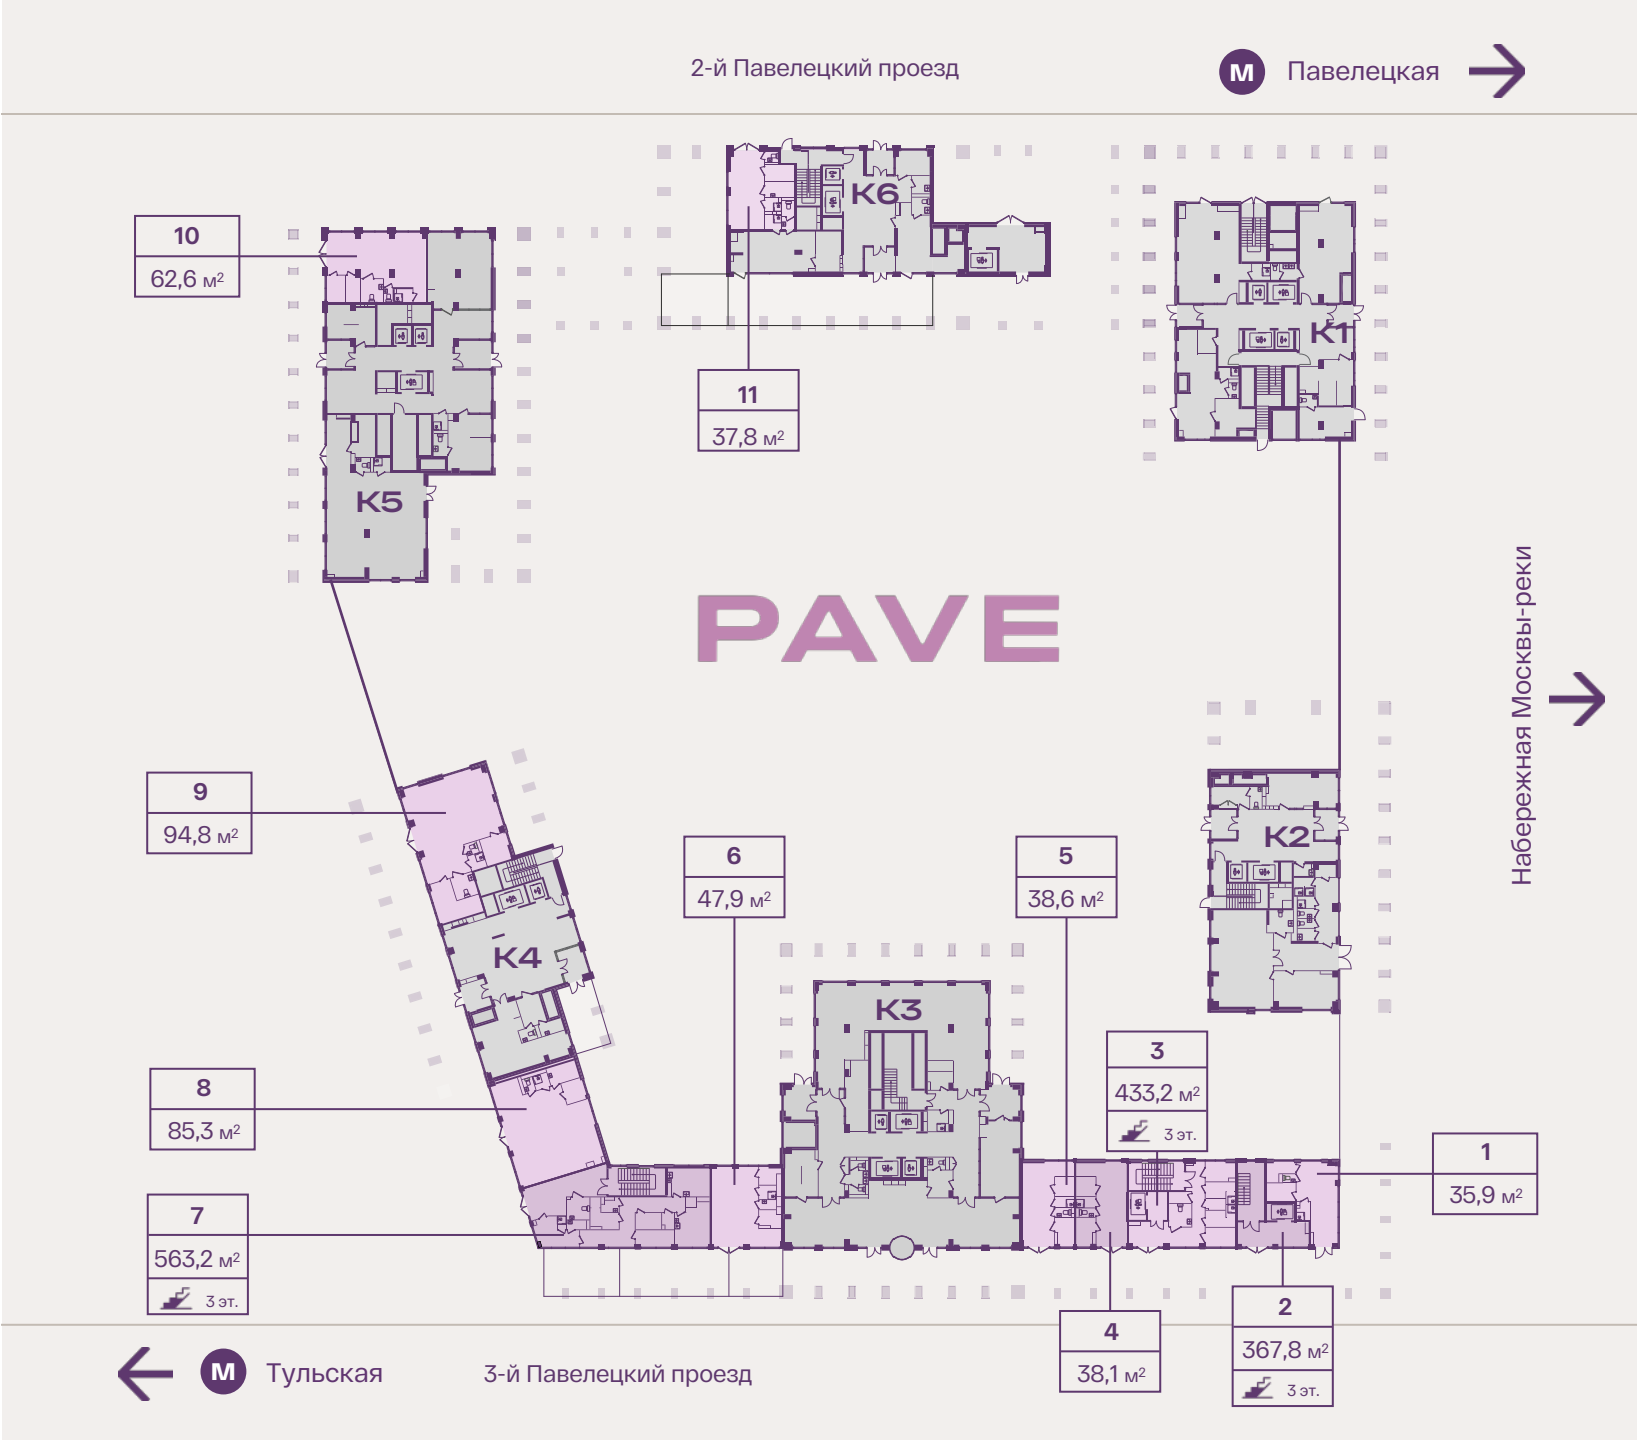 2-й Павелецкий проезд
М Павелецкая
10
62,6 м²
К6
К1
11
37,8 м²
К5
PAVE
Набережная Москвы-реки
9
94,8 м²
6
47,9 м²
5
38,6 м²
К2
К4
К3
3
433,2 м²
3 эт.
8
85,3 м²
1
35,9 м²
7
563,2 м²
3 эт.
2
367,8 м²
3 эт.
4
38,1 м²
М Тульская
3-й Павелецкий проезд